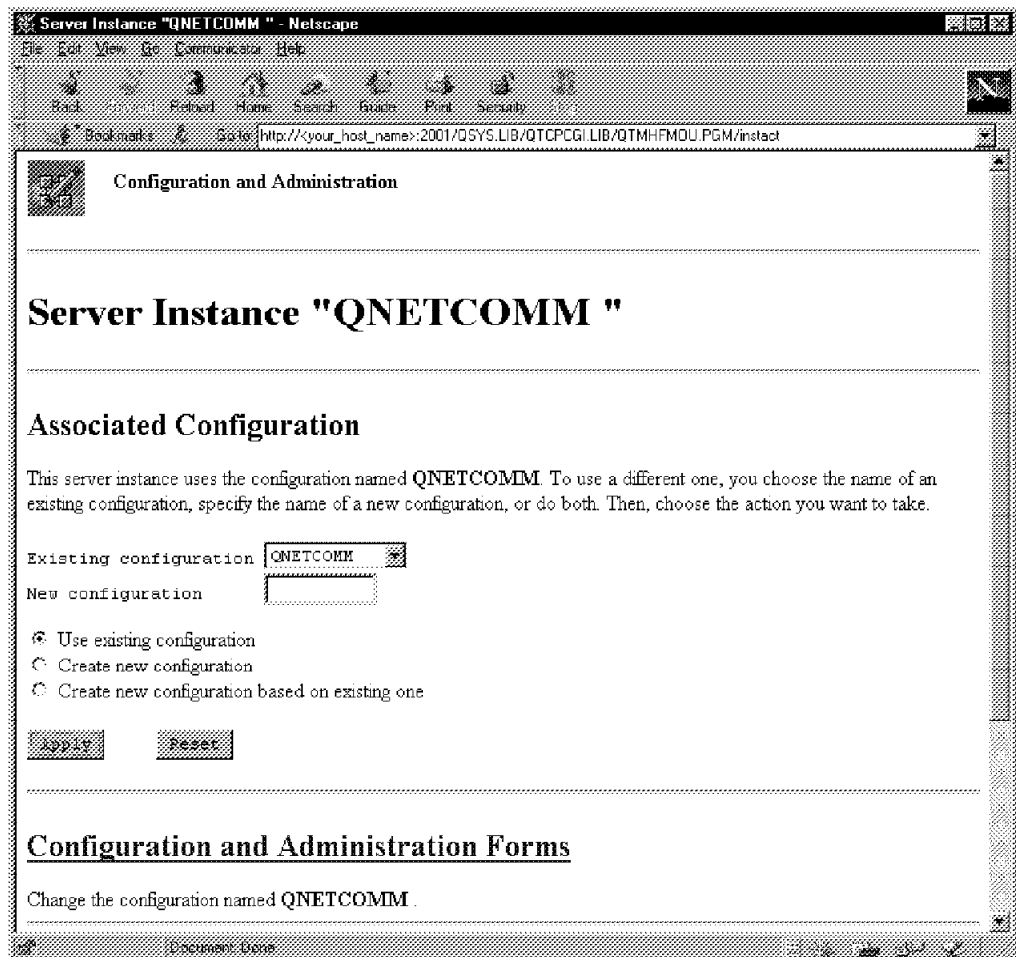 Server Instance "QNETCOMM " - Netscape
File Edit View Go Communicator Help
Back Forward Reload Home Search Guide Print Security
Bookmarks Go to: http://<your_host_name>:2001/QSYS.LIB/QTCPCGI.LIB/QTMHFMOU.PGM/instact
N
Configuration and Administration
Server Instance "QNETCOMM "
Associated Configuration
This server instance uses the configuration named QNETCOMM. To use a different one, you choose the name of an
existing configuration, specify the name of a new configuration, or do both. Then, choose the action you want to take.
Existing configuration QNETCOMM
New configuration
Use existing configuration
Create new configuration
Create new configuration based on existing one
Apply Reset
Configuration and Administration Forms
Change the configuration named QNETCOMM .
Document: Done